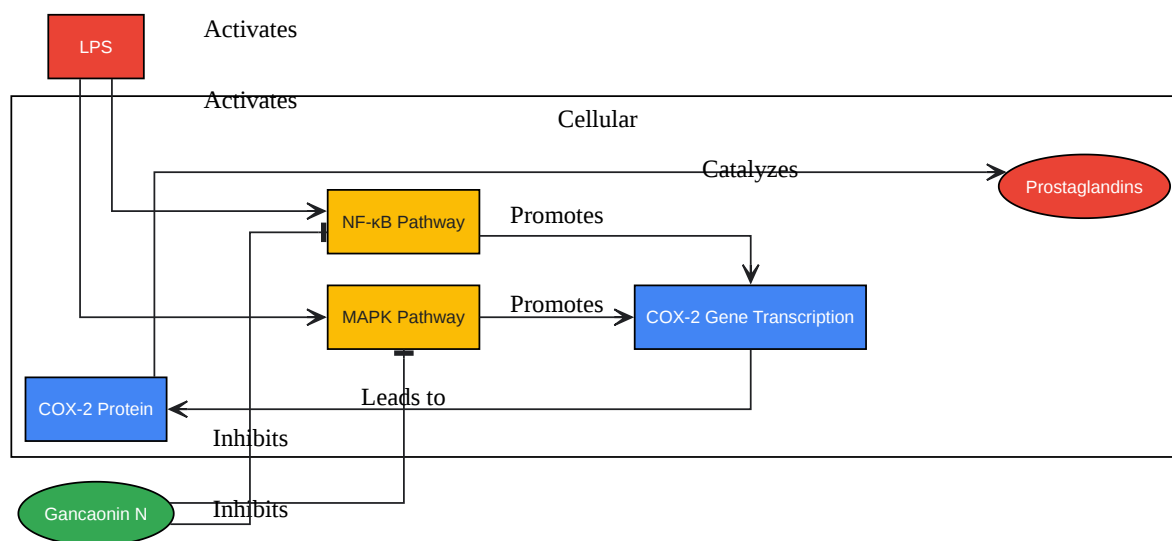 Activates
LPS
Activates
Cellular
Catalyzes
Prostaglandins
NF-κB Pathway
Promotes
MAPK Pathway
Promotes
COX-2 Gene Transcription
Leads to
COX-2 Protein
Inhibits
Inhibits
Gancaonin N